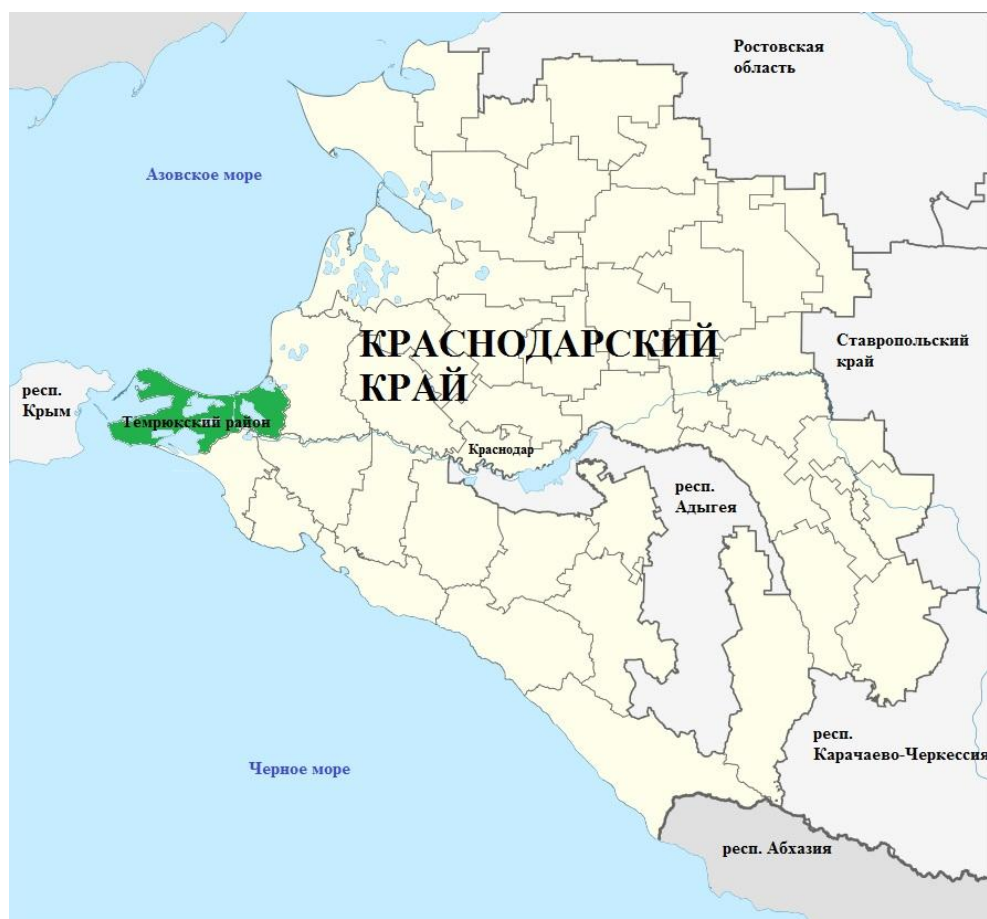 Ростовская
область
Азовское море
КРАСНОДАРСКИЙ
КРАЙ
Ставропольский
край
респ.
Крым
Темрюкский район
Краснодар
респ.
Адыгея
респ.
Карачаево-Черкессия
Черное море
респ. Абхазия